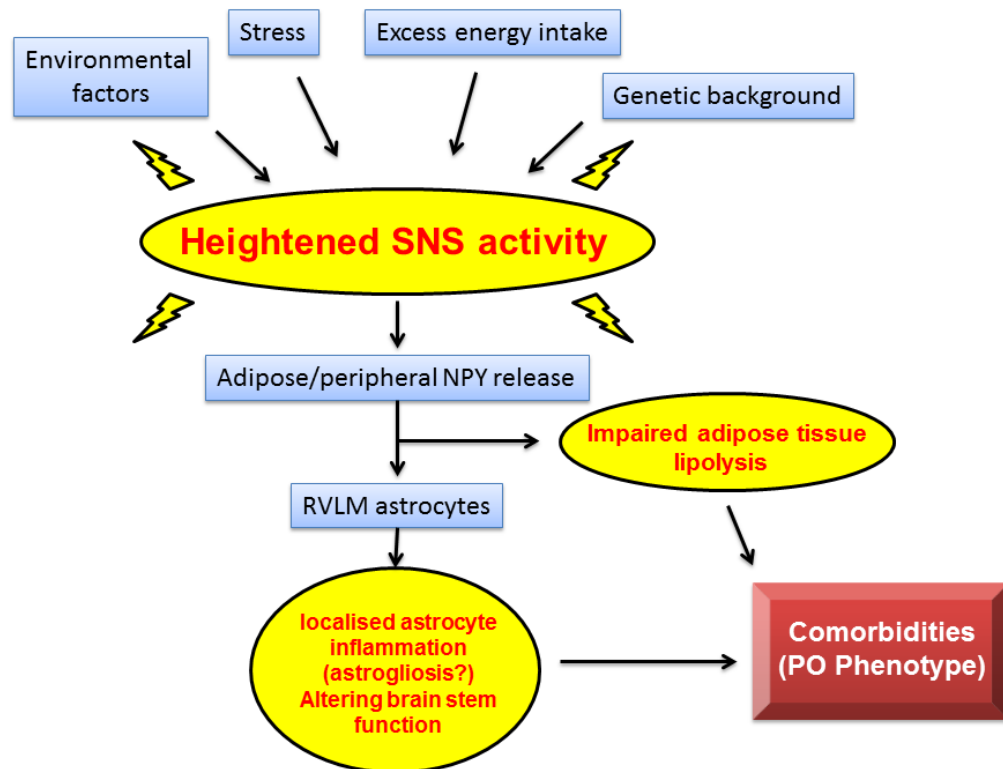 Stress
Excess energy intake
Environmental
factors
Genetic background
Heightened SNS activity
Adipose/peripheral NPY release
Impaired adipose tissue
lipolysis
RVLM astrocytes
localised astrocyte
inflammation
(astrogliosis?)
Altering brain stem
function
Comorbidities
(PO Phenotype)